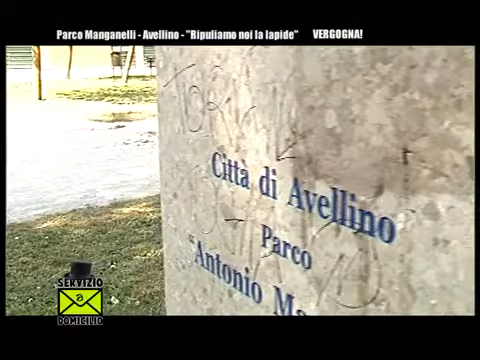 Parco Manganelli - Avellino - "Ripuliamo noi la lapide" VERGOGNA!
Città di Avellino
Parco
"Antonio
SERVIZIO
a
DOMICILIO